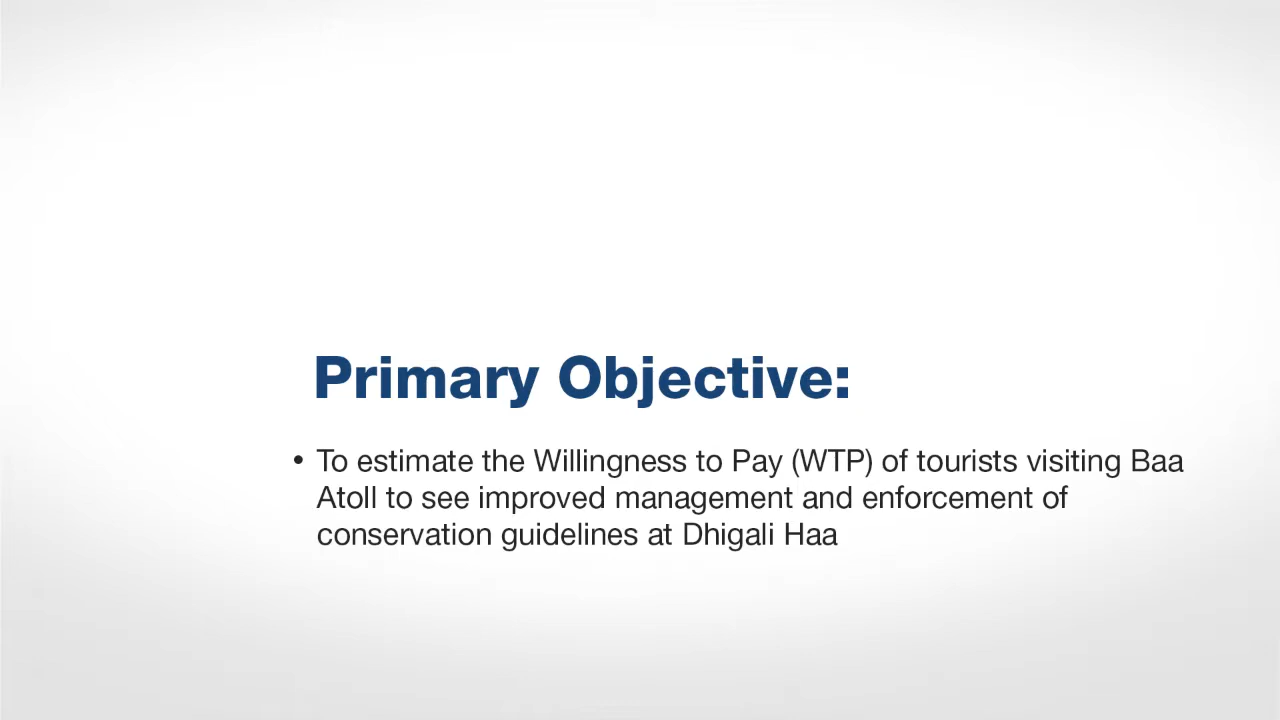 Primary Objective:
• To estimate the Willingness to Pay (WTP) of tourists visiting Baa
Atoll to see improved management and enforcement of
conservation guidelines at Dhigali Haa